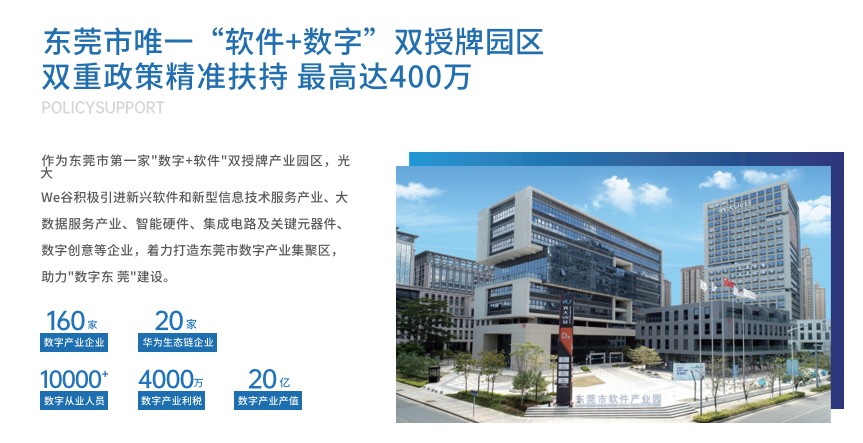 东莞市唯一“软件+数字”双授牌园区
双重政策精准扶持 最高达400万
POLICYSUPPORT
作为东莞市第一家"数字+软件"双授牌产业园区，光
大
We谷积极引进新兴软件和新型信息技术服务产业、大
数据服务产业、智能硬件、集成电路及关键元器件、
数字创意等企业，着力打造东莞市数字产业集聚区，
助力"数字东 莞"建设。
160家
数字产业企业
20家
华为生态链企业
10000+
数字从业人员
4000万
数字产业利税
20亿
数字产业产值
东莞市软件产业园